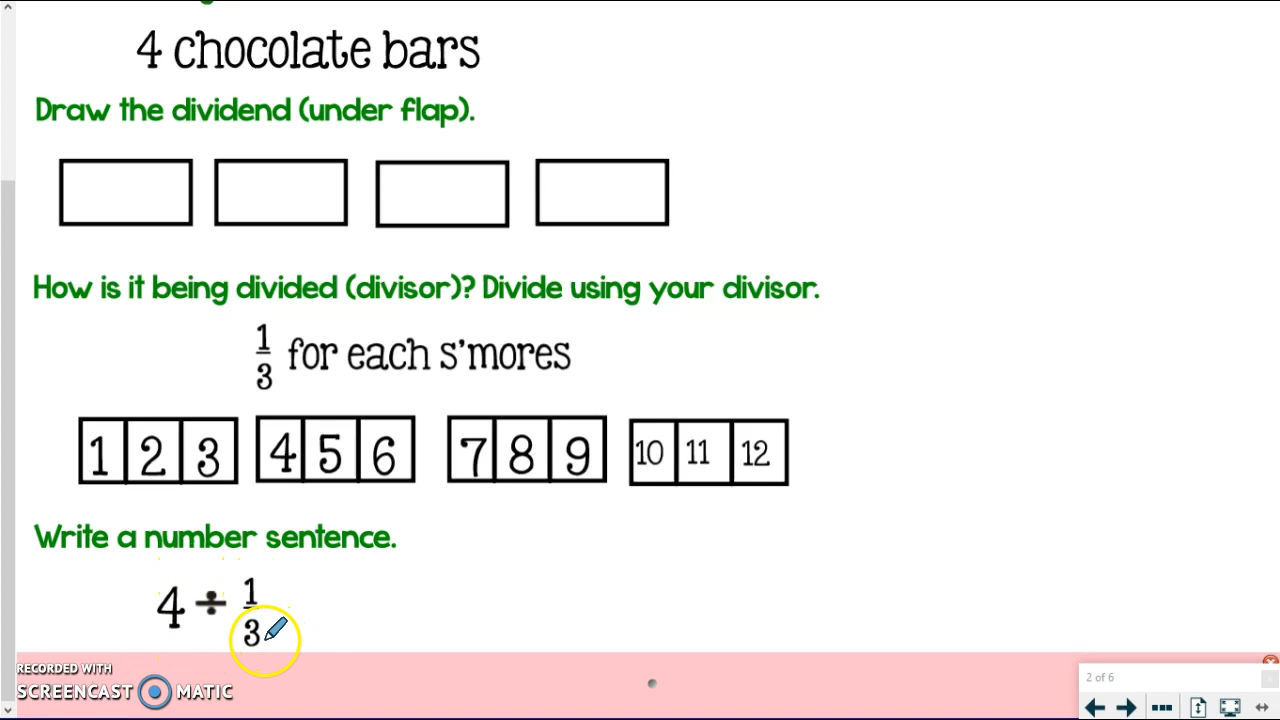 4 chocolate bars
Draw the dividend (under flap).
How is it being divided (divisor)? Divide using your divisor.
1/3 for each s'mores
1 2 3 4 5 6 7 8 9 10 11 12
Write a number sentence.
4 ÷ 1/3
RECORDED WITH
SCREENCAST MATIC
2 of 6